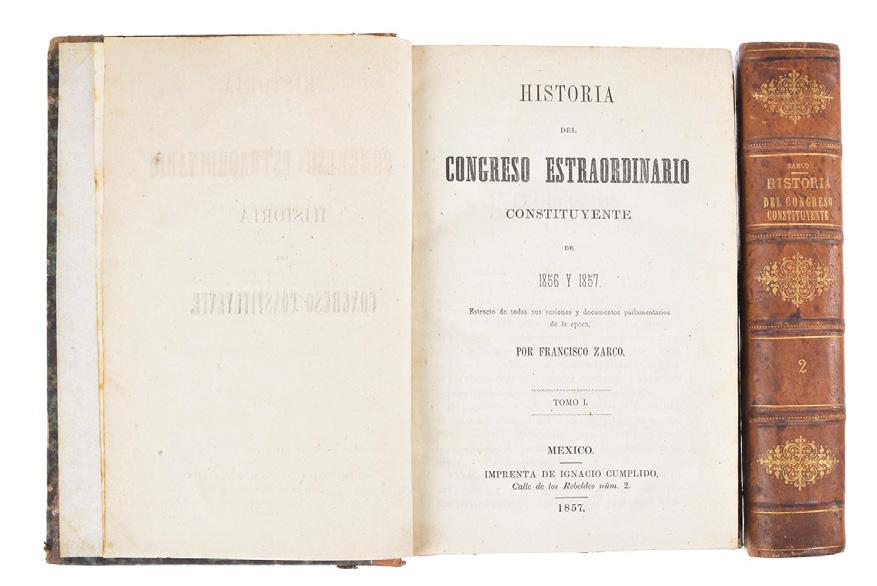 HISTORIA
DEL
CONGRESO ESTRAORDINARIO
CONSTITUYENTE
DE
1856 Y 1857.
Estracto de todas sus sesiones y documentos parlamentarios
de la época,
POR FRANCISCO ZARCO.
TOMO I.
MEXICO.
IMPRENTA DE IGNACIO CUMPLIDO,
Calle de los Rebeldes núm. 2.
1857,
ZARCO
HISTORIA
DEL CONGRESO
CONSTITUYENTE
2